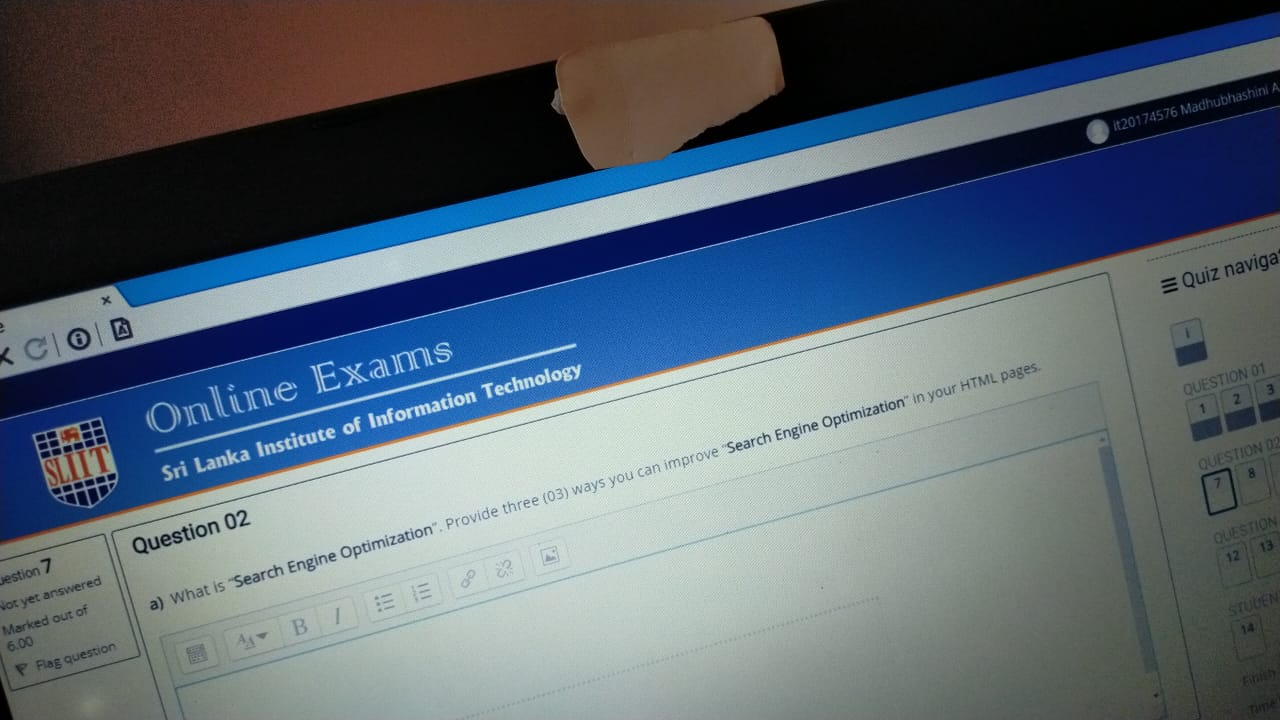 it20174576 Madhubhashini A
Online Exams
Sri Lanka Institute of Information Technology
SLIIT
Quiz naviga
i
QUESTION 01
1 2 3
QUESTION 02
7 8
QUESTION
12 13
STUDEN
14
Finish
Time
Question 7
Not yet answered
Marked out of
6.00
Flag question
Question 02
a) What is "Search Engine Optimization". Provide three (03) ways you can improve "Search Engine Optimization" in your HTML pages.
B I